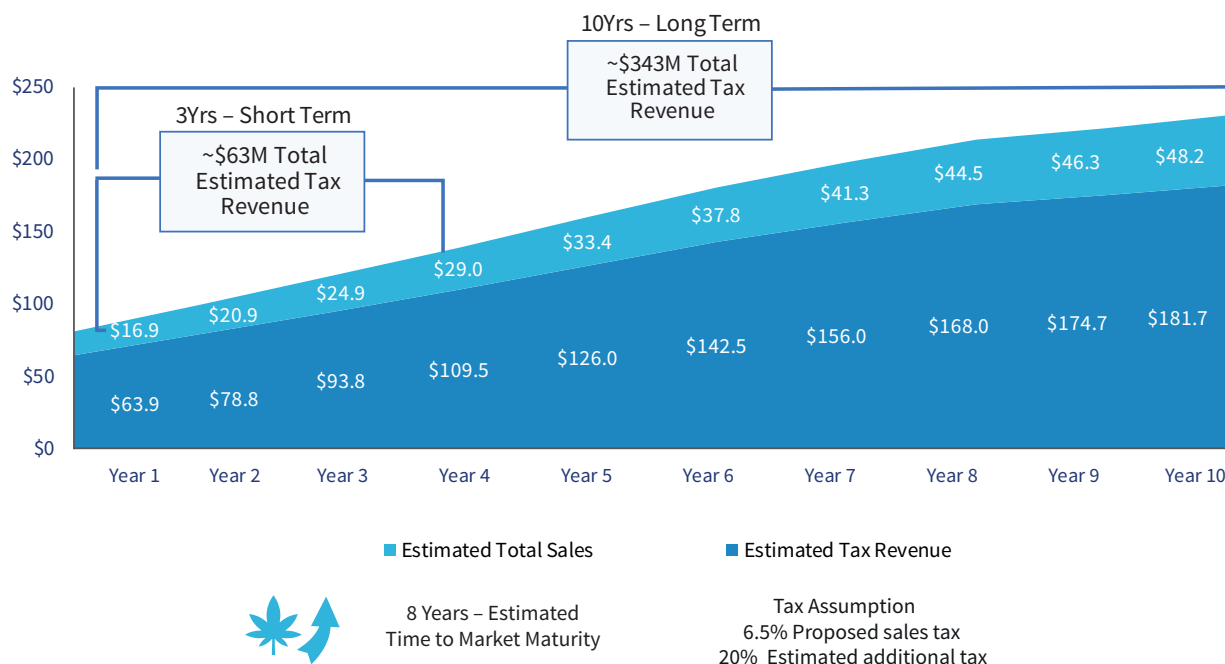 10Yrs – Long Term
~$343M Total
Estimated Tax
Revenue
3Yrs – Short Term
~$63M Total
Estimated Tax
Revenue
$250
$200
$150
$100
$50
$0
$16.9
$20.9
$24.9
$29.0
$33.4
$37.8
$41.3
$44.5
$46.3
$48.2
$63.9
$78.8
$93.8
$109.5
$126.0
$142.5
$156.0
$168.0
$174.7
$181.7
Year 1
Year 2
Year 3
Year 4
Year 5
Year 6
Year 7
Year 8
Year 9
Year 10
Estimated Total Sales
Estimated Tax Revenue
8 Years – Estimated
Time to Market Maturity
Tax Assumption
6.5% Proposed sales tax
20% Estimated additional tax